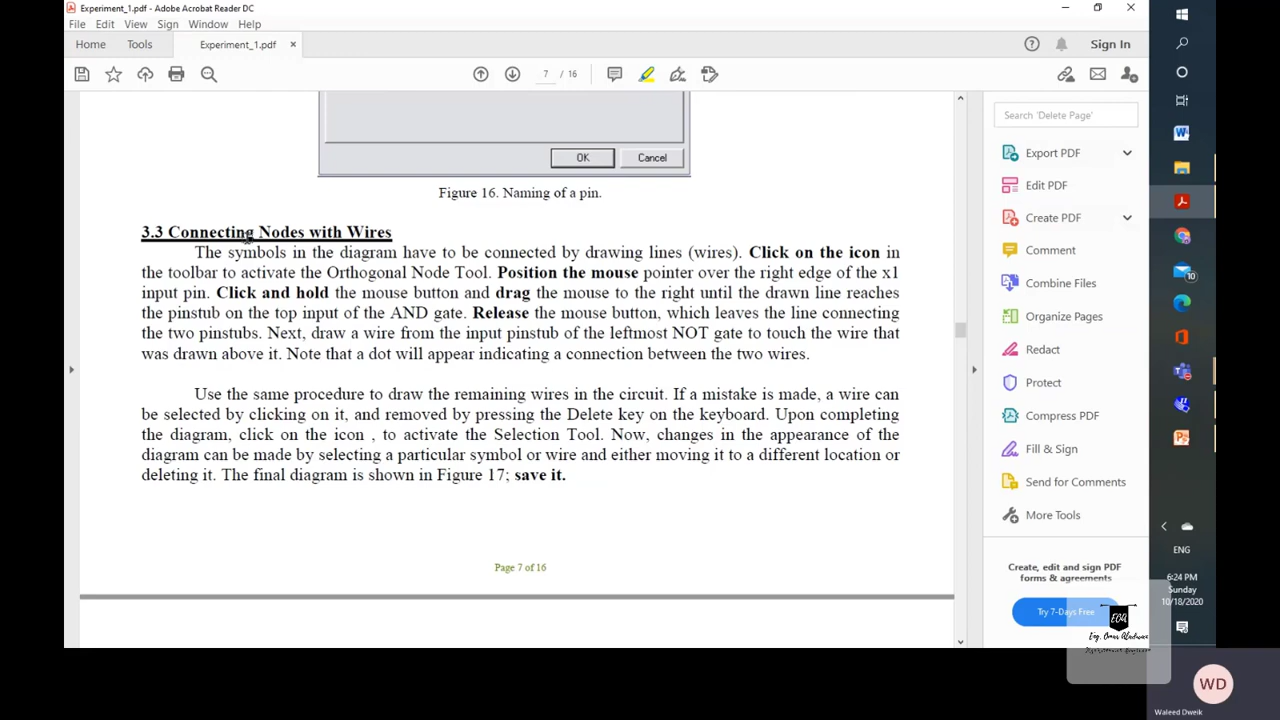 Experiment_1.pdf - Adobe Acrobat Reader DC
File Edit View Sign Window Help
Home Tools Experiment_1.pdf × Sign In
7 / 16
Search 'Delete Page'
OK Cancel
Figure 16. Naming of a pin.
3.3 Connecting Nodes with Wires
The symbols in the diagram have to be connected by drawing lines (wires). Click on the icon in
the toolbar to activate the Orthogonal Node Tool. Position the mouse pointer over the right edge of the x1
input pin. Click and hold the mouse button and drag the mouse to the right until the drawn line reaches
the pinstub on the top input of the AND gate. Release the mouse button, which leaves the line connecting
the two pinstubs. Next, draw a wire from the input pinstub of the leftmost NOT gate to touch the wire that
was drawn above it. Note that a dot will appear indicating a connection between the two wires.
Use the same procedure to draw the remaining wires in the circuit. If a mistake is made, a wire can
be selected by clicking on it, and removed by pressing the Delete key on the keyboard. Upon completing
the diagram, click on the icon , to activate the Selection Tool. Now, changes in the appearance of the
diagram can be made by selecting a particular symbol or wire and either moving it to a different location or
deleting it. The final diagram is shown in Figure 17; save it.
Page 7 of 16
Export PDF
Edit PDF
Create PDF
Comment
Combine Files
Organize Pages
Redact
Protect
Compress PDF
Fill & Sign
Send for Comments
More Tools
Create, edit and sign PDF
forms & agreements
Try 7-Days Free
10
ENG
6:24 PM
Sunday
10/18/2020
EOA
WD
Waleed Dweik